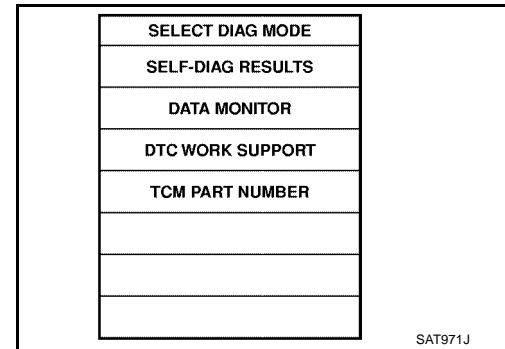 SELECT DIAG MODE
SELF-DIAG RESULTS
DATA MONITOR
DTC WORK SUPPORT
TCM PART NUMBER
SAT971J